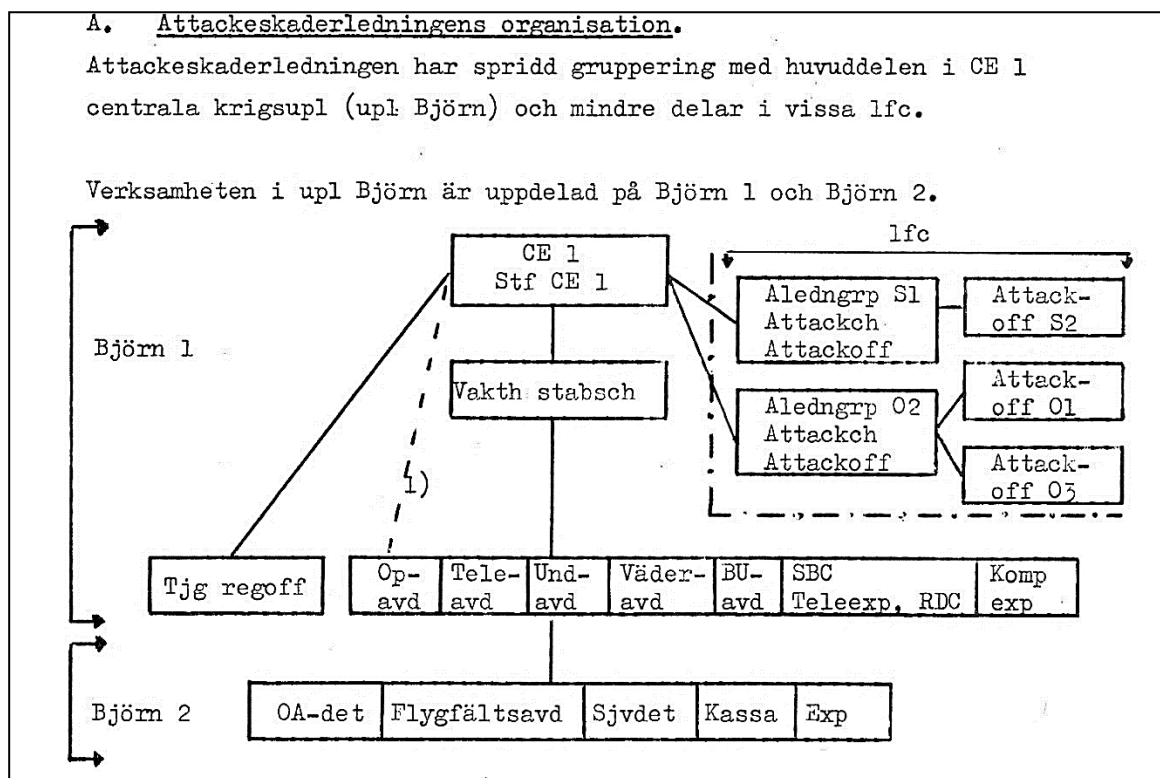 A. Attackeskaderledningens organisation.
Attackeskaderledningen har spridd gruppering med huvuddelen i CE 1
centrala krigsupl (upl Björn) och mindre delar i vissa lfc.
Verksamheten i upl Björn är uppdelad på Björn 1 och Björn 2.
lfc
CE 1
Stf CE 1
Aledngrp S1
Attackch
Attackoff
Attack-
off S2
Björn 1
Vakth stabsch
Aledngrp O2
Attackch
Attackoff
Attack-
off O1
Attack-
off O3
1)
Tjg regoff
Op-
avd
Tele-
avd
Und-
avd
Väder-
avd
BU-
avd
SBC
Teleexp, RDC
Komp
exp
Björn 2
OA-det
Flygfältsavd
Sjvdet
Kassa
Exp